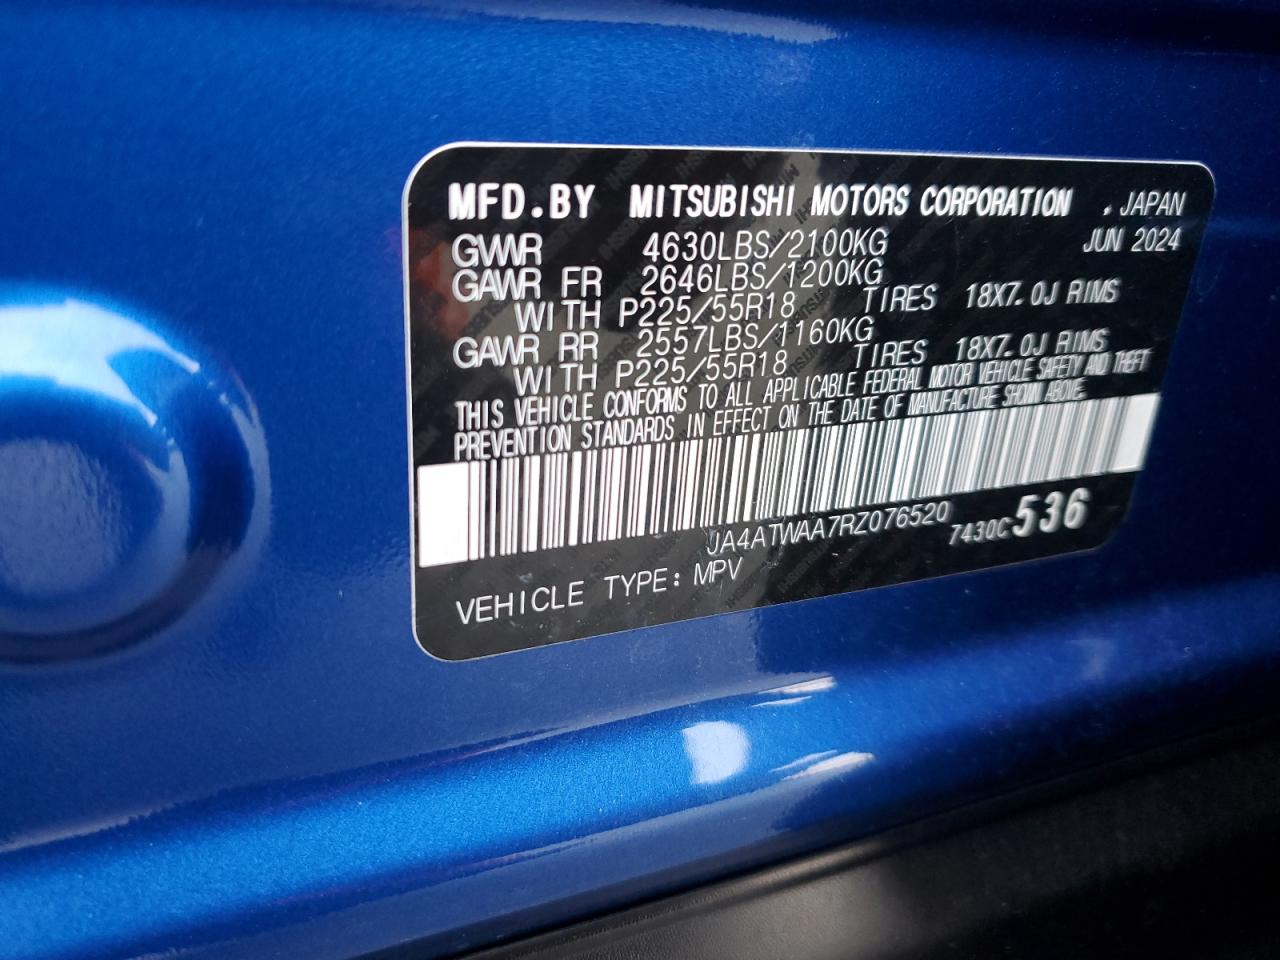 MFD.BY MITSUBISHI MOTORS CORPORATION , JAPAN
JUN 2024
GVWR 4630LBS/2100KG
GAWR FR 2646LBS/1200KG
WITH P225/55R18 TIRES 18X7.0J RIMS
GAWR RR 2557LBS/1160KG
WITH P225/55R18 TIRES 18X7.0J RIMS
THIS VEHICLE CONFORMS TO ALL APPLICABLE FEDERAL MOTOR VEHICLE SAFETY AND THEFT
PREVENTION STANDARDS IN EFFECT ON THE DATE OF MANUFACTURE SHOWN ABOVE.
JA4ATWAA7RZ076520 7430C536
VEHICLE TYPE: MPV